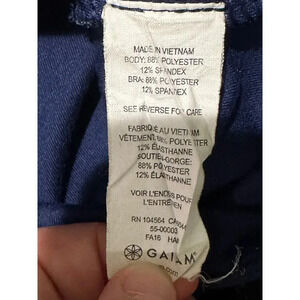 MADE IN VIETNAM
BODY: 88% POLYESTER
12% SPANDEX
BRA: 88% POLYESTER
12% SPANDEX
SEE REVERSE FOR CARE
FABRIQUÉ AU VIETNAM
VÊTEMENT: 88% POLYESTER
12% ÉLASTHANNE
SOUTIEN-GORGE:
88% POLYESTER
12% ÉLASTHANNE
VOIR L'ENDOS POUR
L'ENTRETIEN
RN 104564
55-00003
FA16
GAIAM